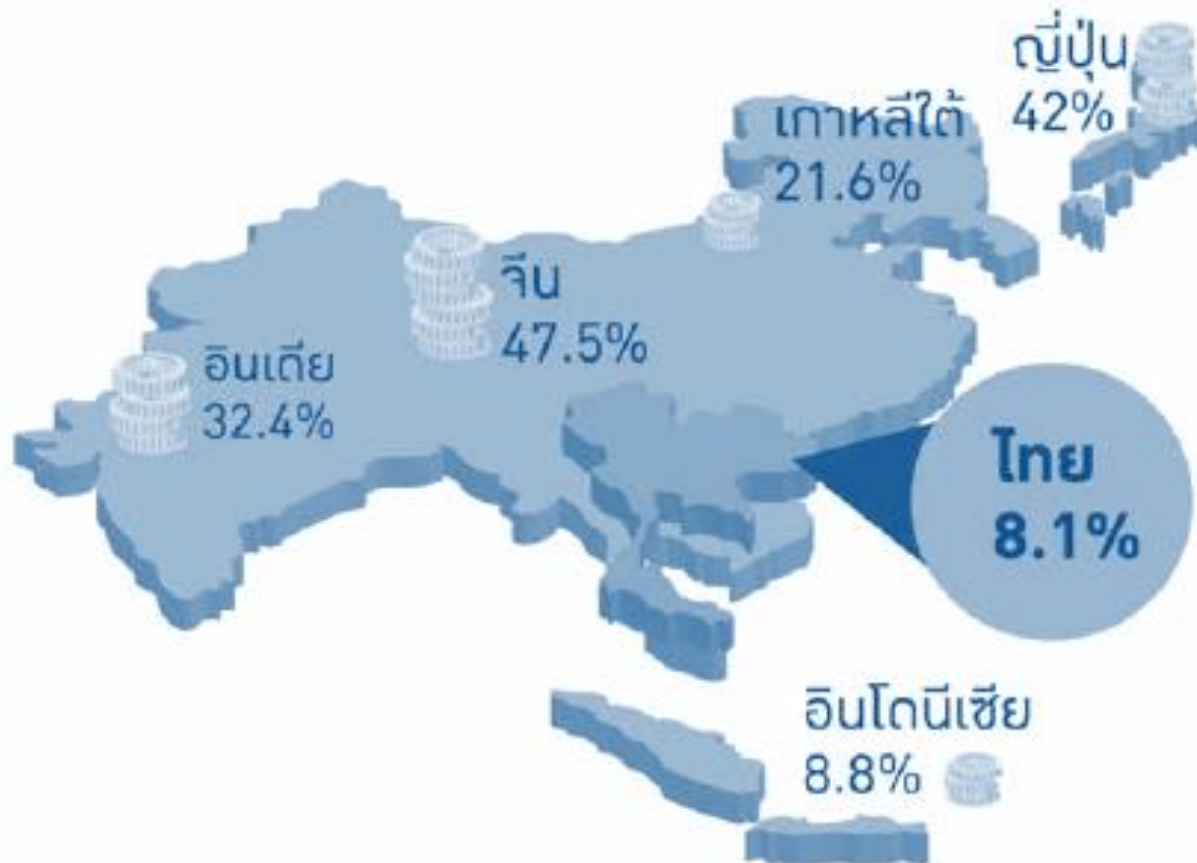 ญี่ปุ่น
42%
เกาหลีใต้
21.6%
จีน
47.5%
อินเดีย
32.4%
ไทย
8.1%
อินโดนีเซีย
8.8%